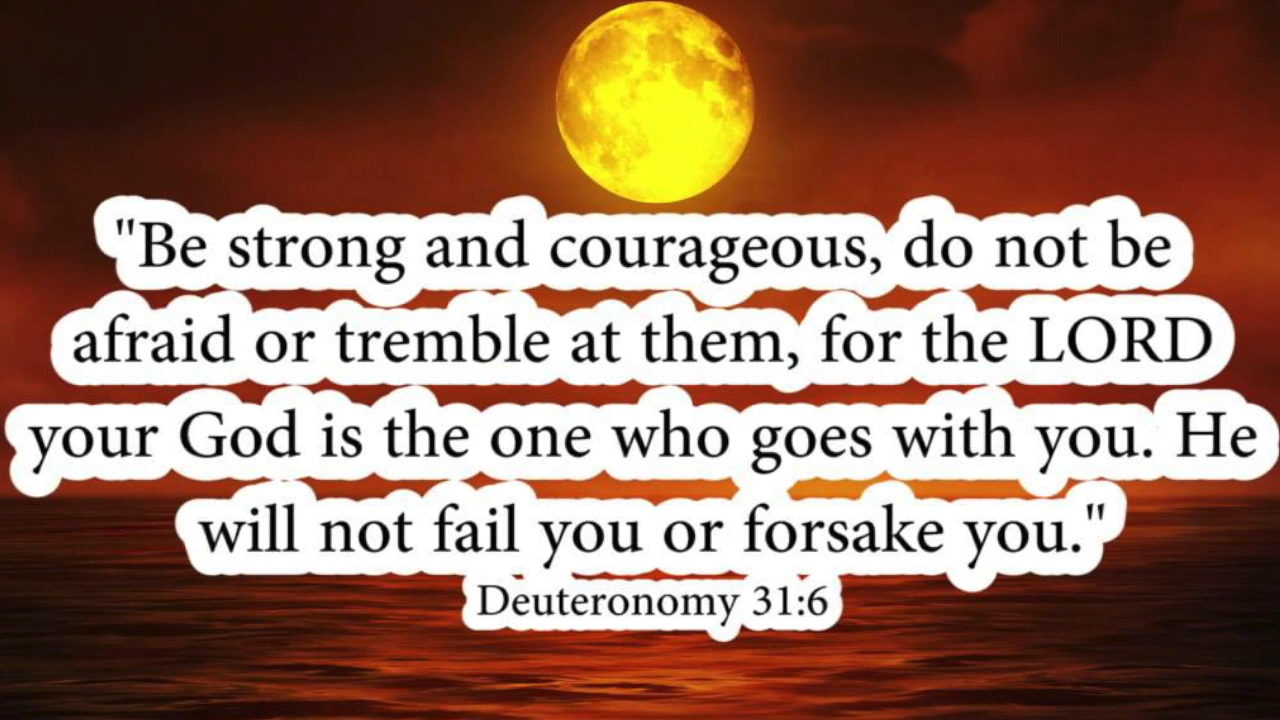 "Be strong and courageous, do not be
afraid or tremble at them, for the LORD
your God is the one who goes with you. He
will not fail you or forsake you."
Deuteronomy 31:6